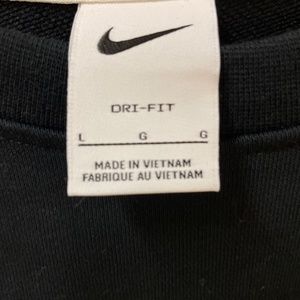 DRI-FIT
L G G
MADE IN VIETNAM
FABRIQUE AU VIETNAM